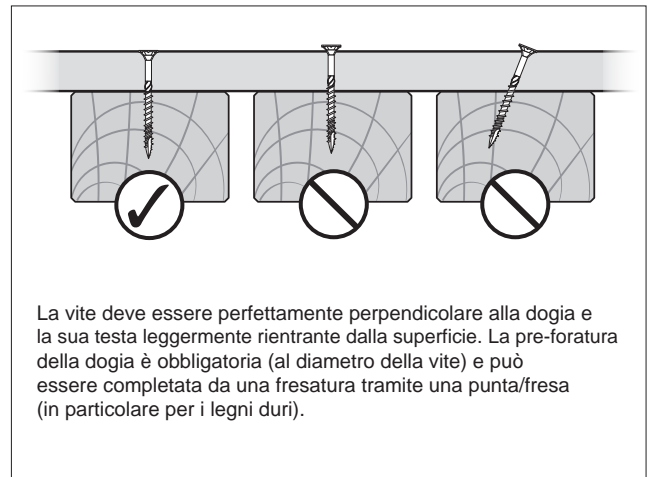 La vite deve essere perfettamente perpendicolare alla dogia e
la sua testa leggermente rientrante dalla superficie. La pre-foratura
della dogia è obbligatoria (al diametro della vite) e può
essere completata da una fresatura tramite una punta/fresa
(in particolare per i legni duri).